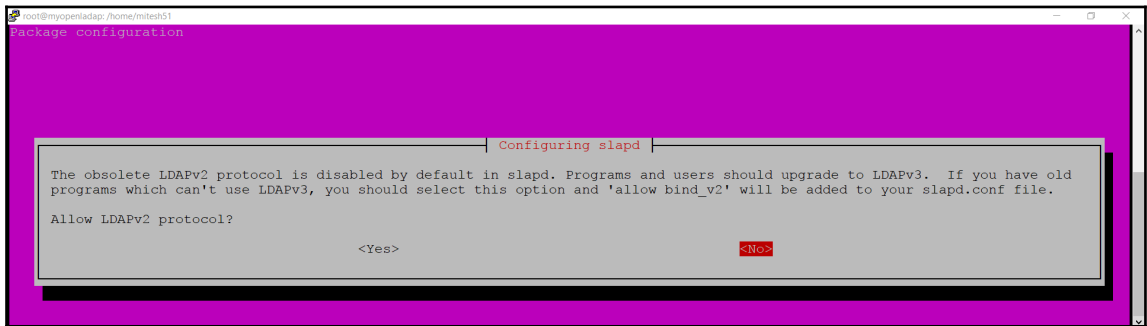 root@myopenladap: /home/mitesh51
Package configuration
Configuring slapd
The obsolete LDAPv2 protocol is disabled by default in slapd. Programs and users should upgrade to LDAPv3.  If you have old
programs which can't use LDAPv3, you should select this option and 'allow bind_v2' will be added to your slapd.conf file.
Allow LDAPv2 protocol?
<Yes> <No>